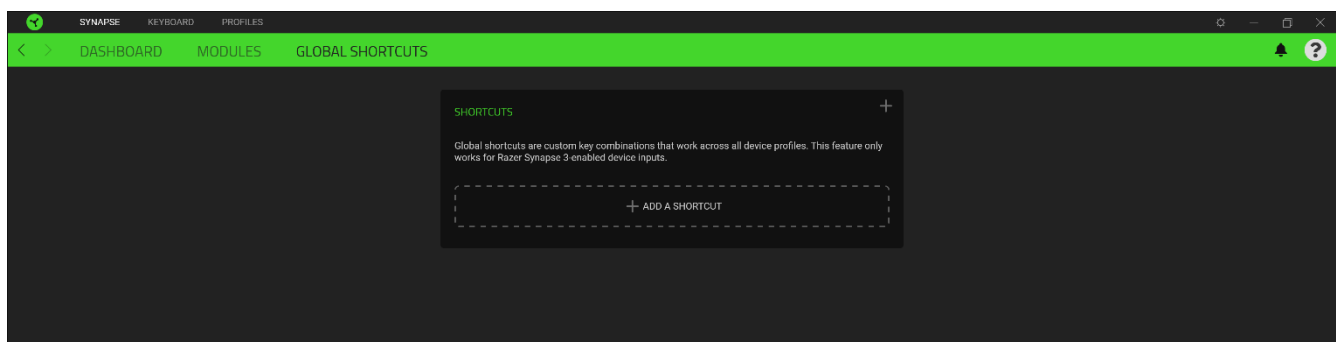 SYNAPSE KEYBOARD PROFILES
DASHBOARD MODULES GLOBAL SHORTCUTS
SHORTCUTS
Global shortcuts are custom key combinations that work across all device profiles. This feature only
works for Razer Synapse 3-enabled device inputs.
ADD A SHORTCUT